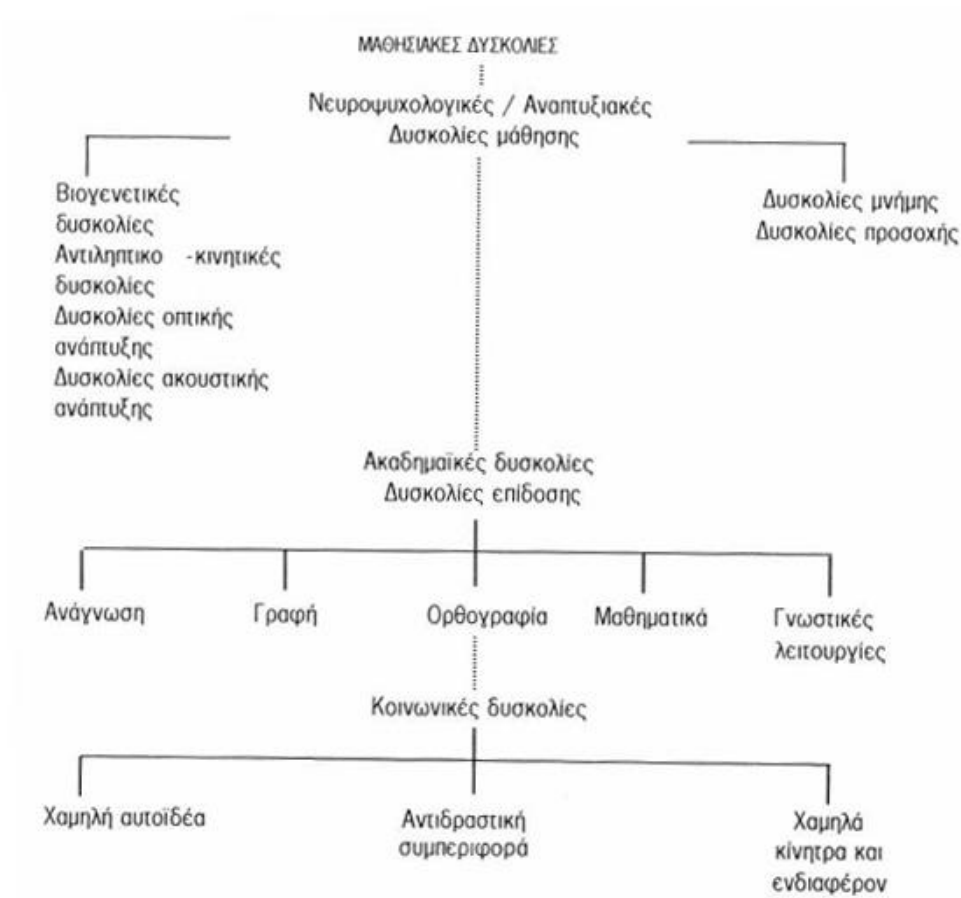 ΜΑΘΗΣΙΑΚΕΣ ΔΥΣΚΟΛΙΕΣ
Νευροψυχολογικές / Αναπτυξιακές
Δυσκολίες μάθησης
Βιογενετικές
δυσκολίες
Αντιληπτικο -κινητικές
δυσκολίες
Δυσκολίες οπτικής
ανάπτυξης
Δυσκολίες ακουστικής
ανάπτυξης
Δυσκολίες μνήμης
Δυσκολίες προσοχής
Ακαδημαϊκές δυσκολίες
Δυσκολίες επίδοσης
Ανάγνωση
Γραφή
Ορθογραφία
Μαθηματικά
Γνωστικές
λειτουργίες
Κοινωνικές δυσκολίες
Χαμηλή αυτοϊδέα
Αντιδραστική
συμπεριφορά
Χαμηλά
κίνητρα και
ενδιαφέρον